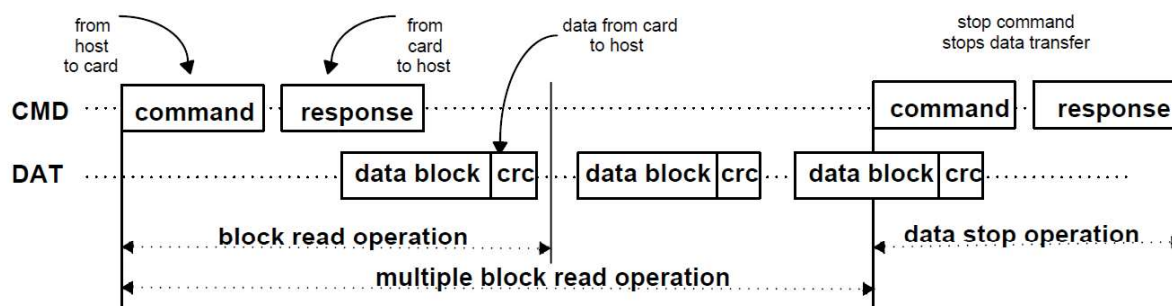 from
host
to card
from
card
to host
data from card
to host
stop command
stops data transfer
CMD
command
response
command
response
DAT
data block
crc
data block
crc
data block
crc
block read operation
data stop operation
multiple block read operation